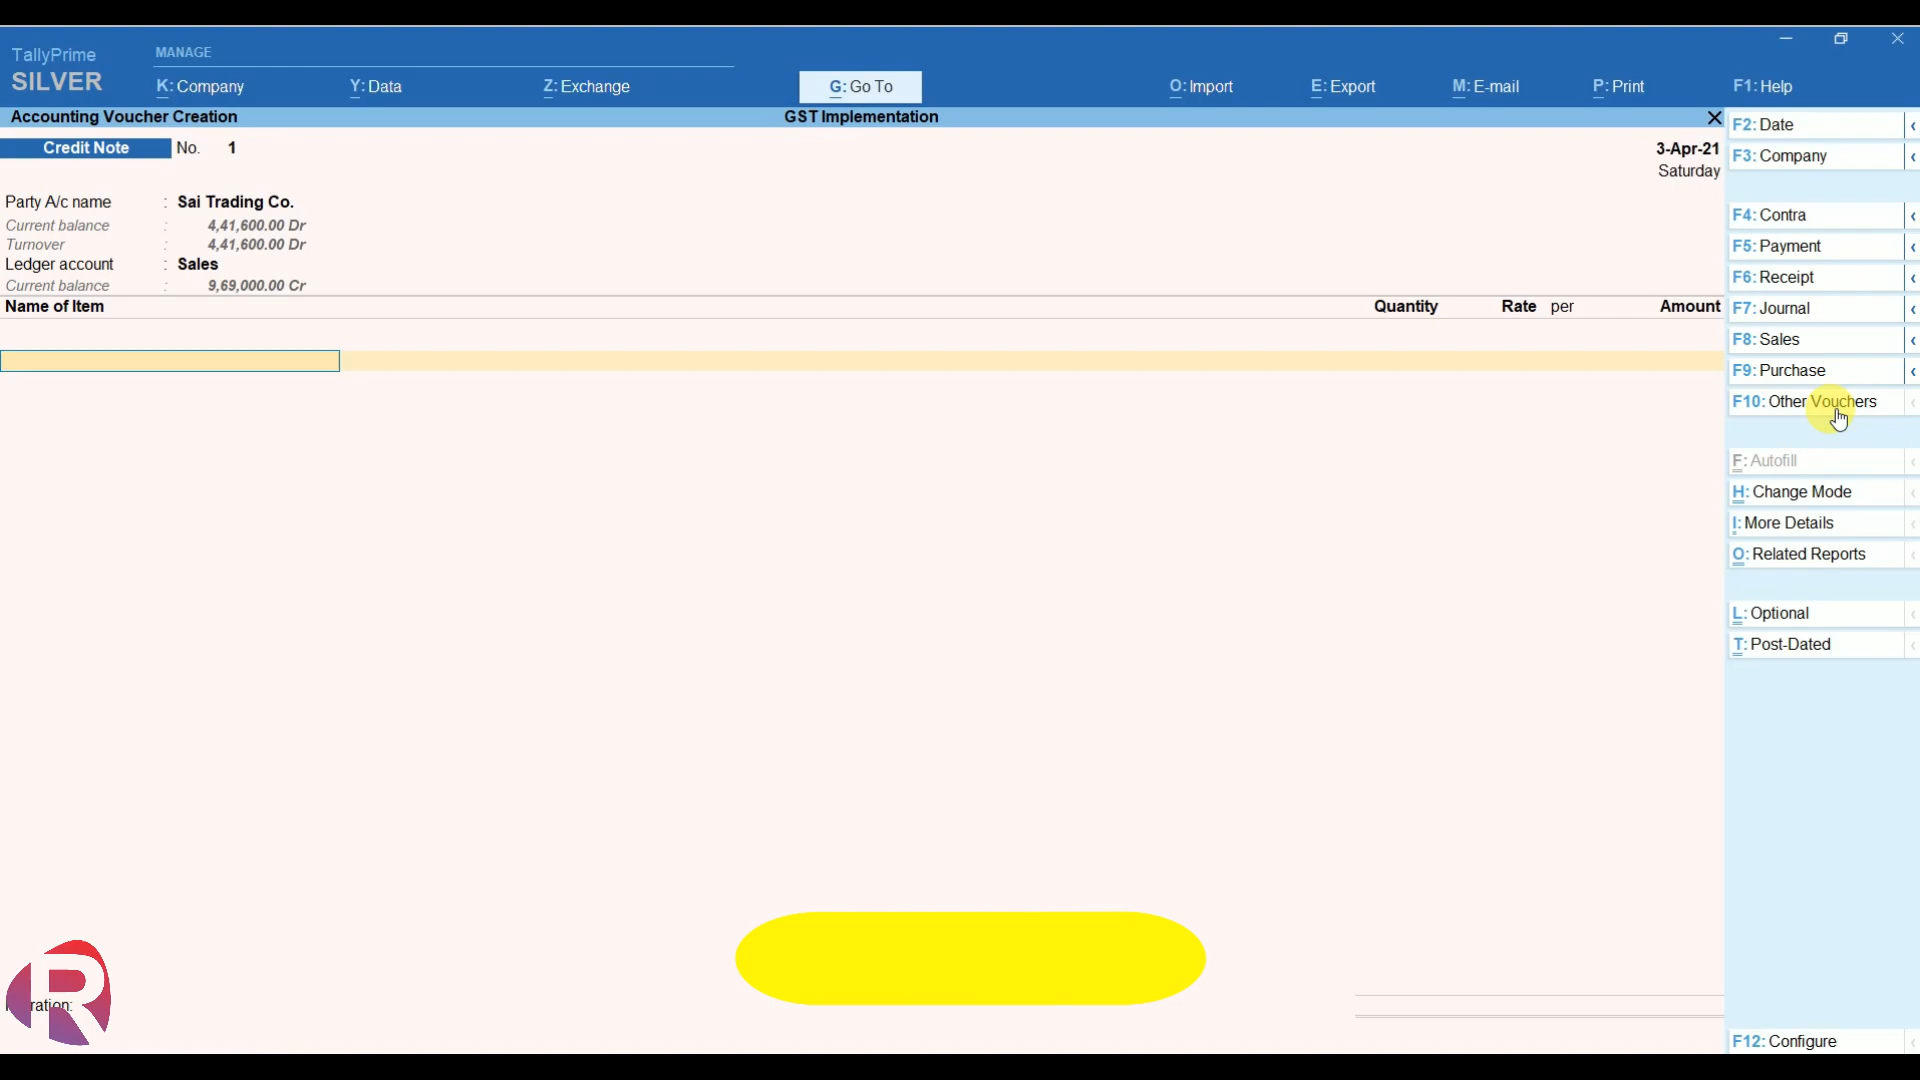 TallyPrime
SILVER
MANAGE
K: Company
Y: Data
Z: Exchange
G: Go To
O: Import
E: Export
M: E-mail
P: Print
F1: Help
Accounting Voucher Creation
GST Implementation
Credit Note No. 1
3-Apr-21
Saturday
Party A/c name : Sai Trading Co.
Current balance : 4,41,600.00 Dr
Turnover : 4,41,600.00 Dr
Ledger account : Sales
Current balance : 9,69,000.00 Cr
Name of Item Quantity Rate per Amount
R
ration:
F2: Date
F3: Company
F4: Contra
F5: Payment
F6: Receipt
F7: Journal
F8: Sales
F9: Purchase
F10: Other Vouchers
F: Autofill
H: Change Mode
I: More Details
O: Related Reports
L: Optional
T: Post-Dated
F12: Configure